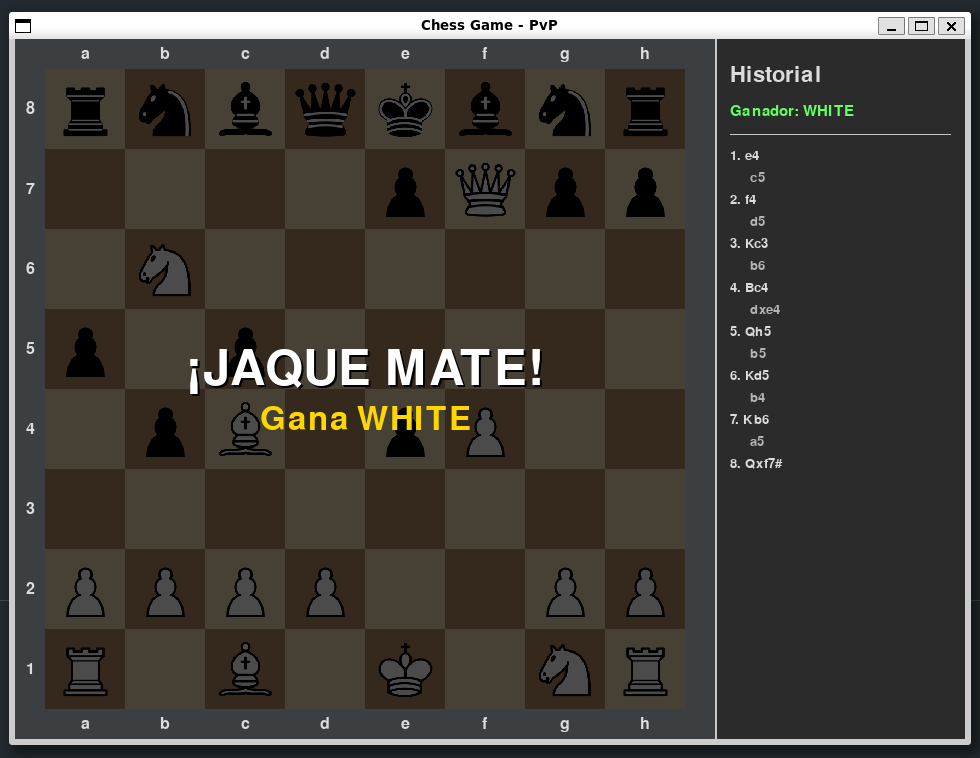 Chess Game - PvP
a b c d e f g h
8
7
6
5
4
3
2
1
a b c d e f g h
¡JAQUE MATE!
Gana WHITE
Historial
Ganador: WHITE
1. e4
c5
2. f4
d5
3. Kc3
b6
4. Bc4
dxe4
5. Qh5
b5
6. Kd5
b4
7. Kb6
a5
8. Qxf7#